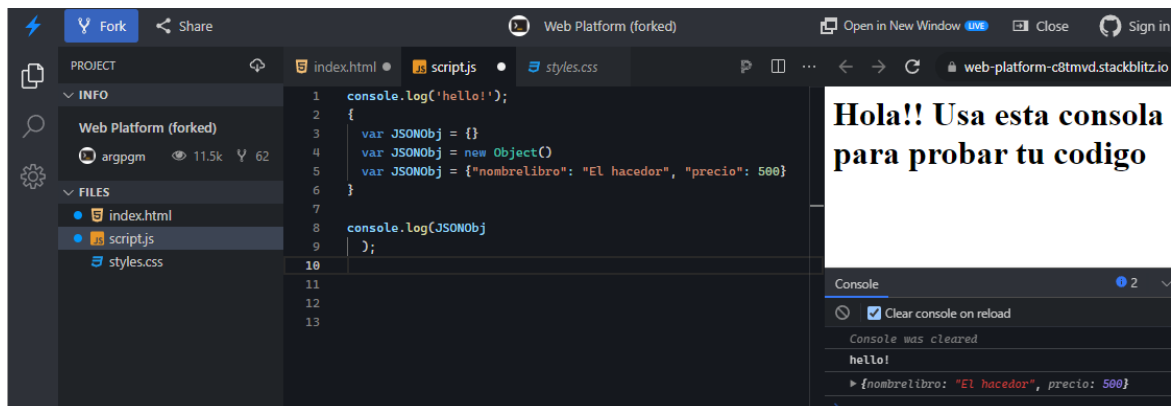 Fork
Share
Web Platform (forked)
Open in New Window LIVE
Close
Sign in
PROJECT
index.html
JS script.js
styles.css
web-platform-c8tmvd.stackblitz.io
INFO
Web Platform (forked)
argpgm 11.5k 62
FILES
index.html
JS script.js
styles.css
1 console.log('hello!');
2 {
3 var JSONObj = {}
4 var JSONObj = new Object()
5 var JSONObj = {"nombrelibro": "El hacedor", "precio": 500}
6 }
7
8 console.log(JSONObj
9 );
10
11
12
13
Hola!! Usa esta consola
para probar tu codigo
Console 2
Clear console on reload
Console was cleared
hello!
{nombrelibro: "El hacedor", precio: 500}